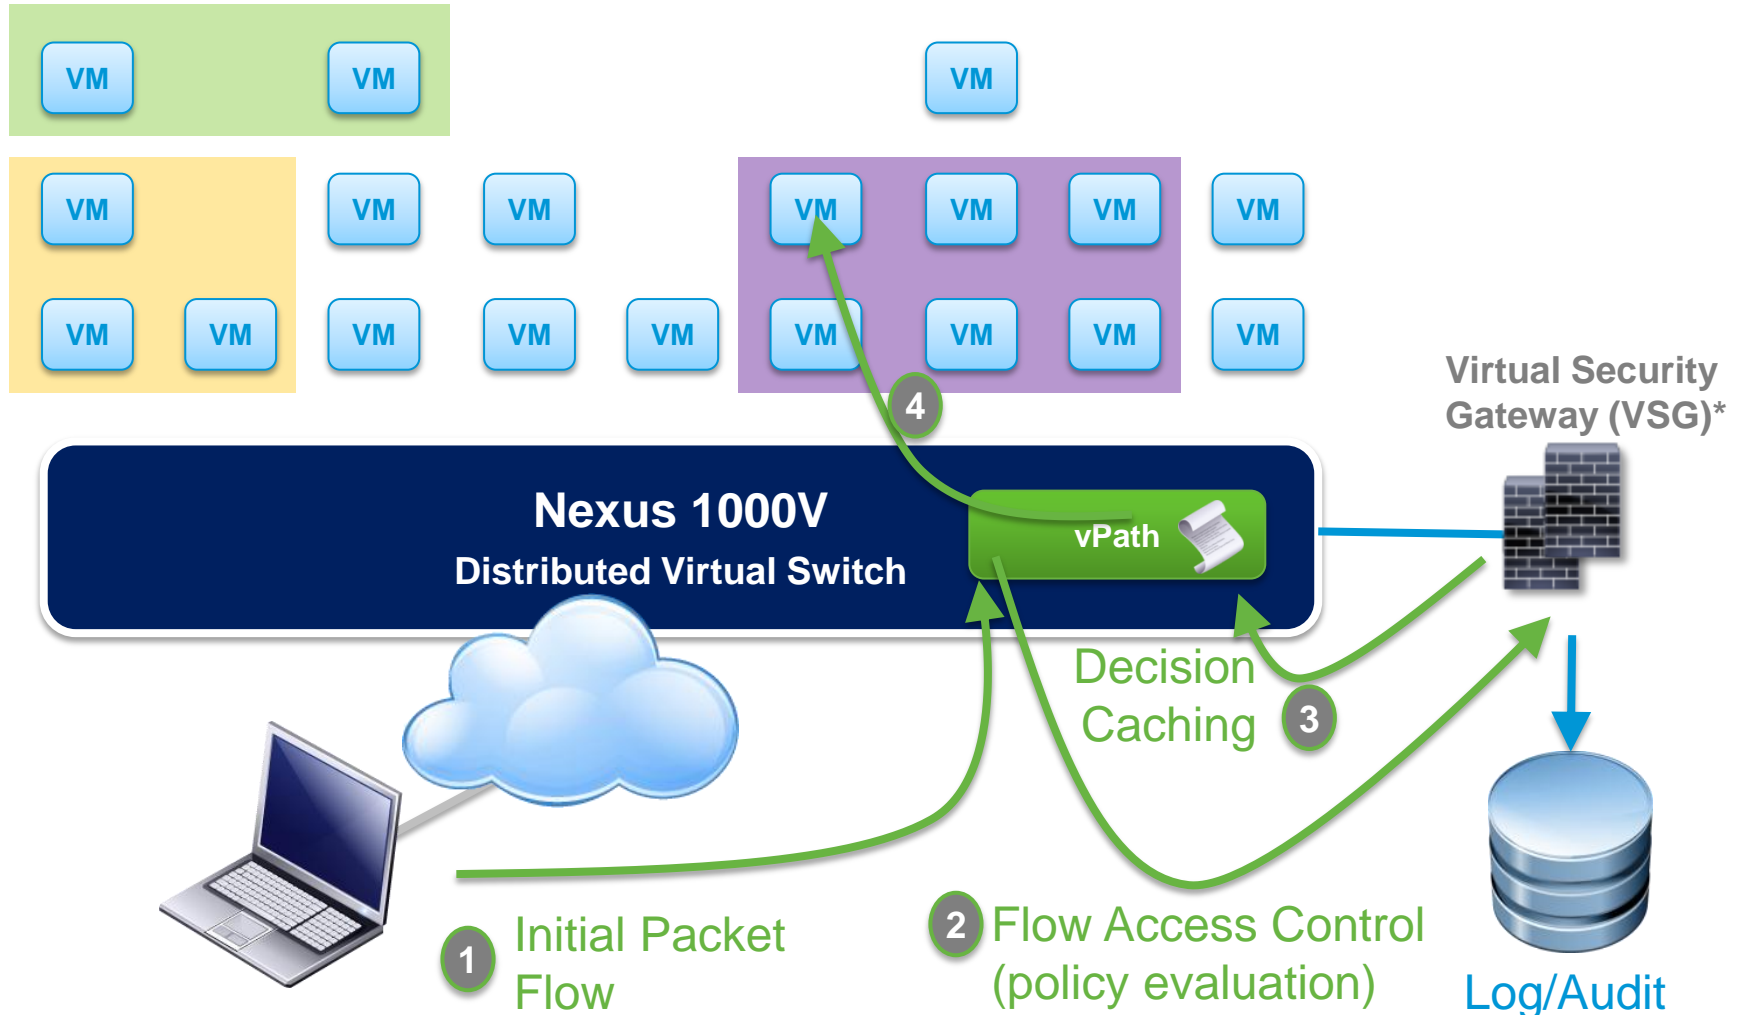 VM VM VM
VM VM VM VM VM VM VM
VM VM VM VM VM VM VM VM VM
Virtual Security
Gateway (VSG)*
4
Nexus 1000V
Distributed Virtual Switch
vPath
Decision
Caching
3
1
Initial Packet
Flow
2
Flow Access Control
(policy evaluation)
Log/Audit